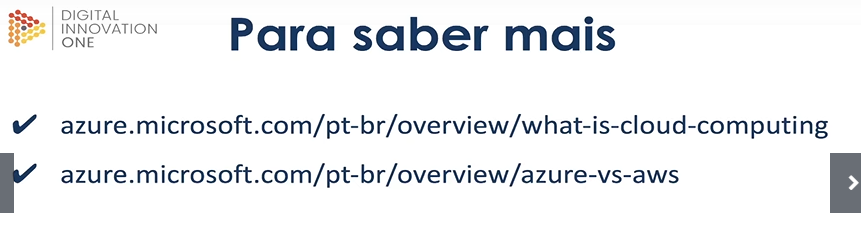 DIGITAL
INNOVATION
ONE
Para saber mais
✔ azure.microsoft.com/pt-br/overview/what-is-cloud-computing
✔ azure.microsoft.com/pt-br/overview/azure-vs-aws